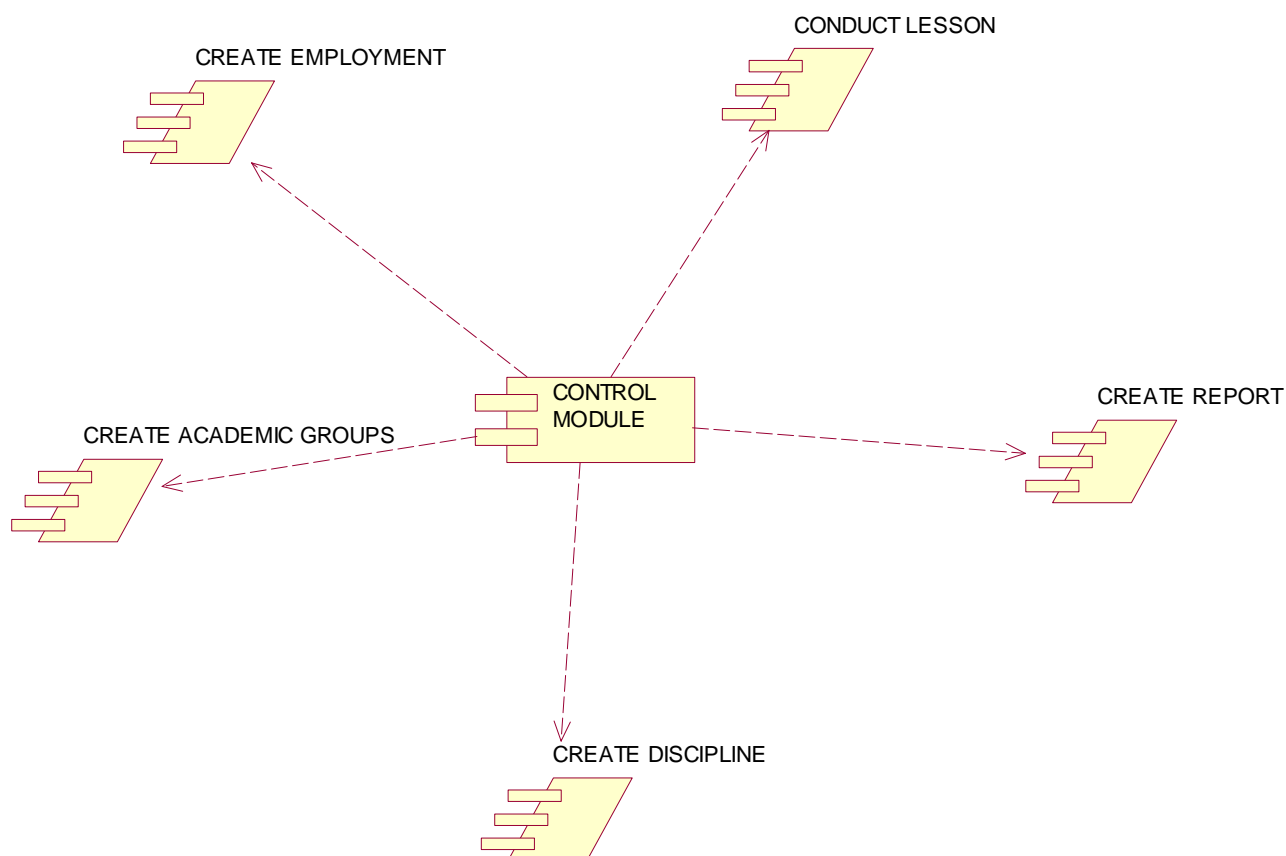 CONDUCT LESSON
CREATE EMPLOYMENT
CONTROL
MODULE
CREATE REPORT
CREATE ACADEMIC GROUPS
CREATE DISCIPLINE